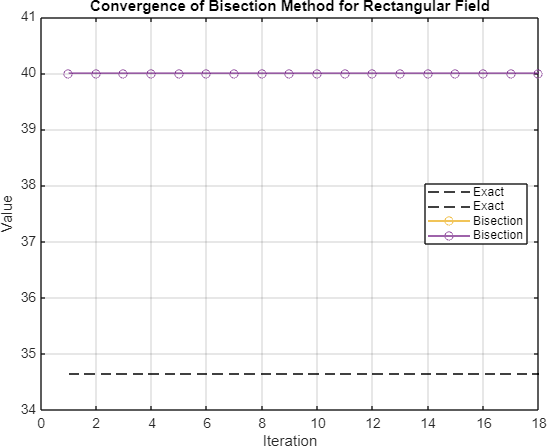 Convergence of Bisection Method for Rectangular Field
41
40
39
38
37
36
35
34
Value
Exact
Exact
Bisection
Bisection
0 2 4 6 8 10 12 14 16 18
Iteration